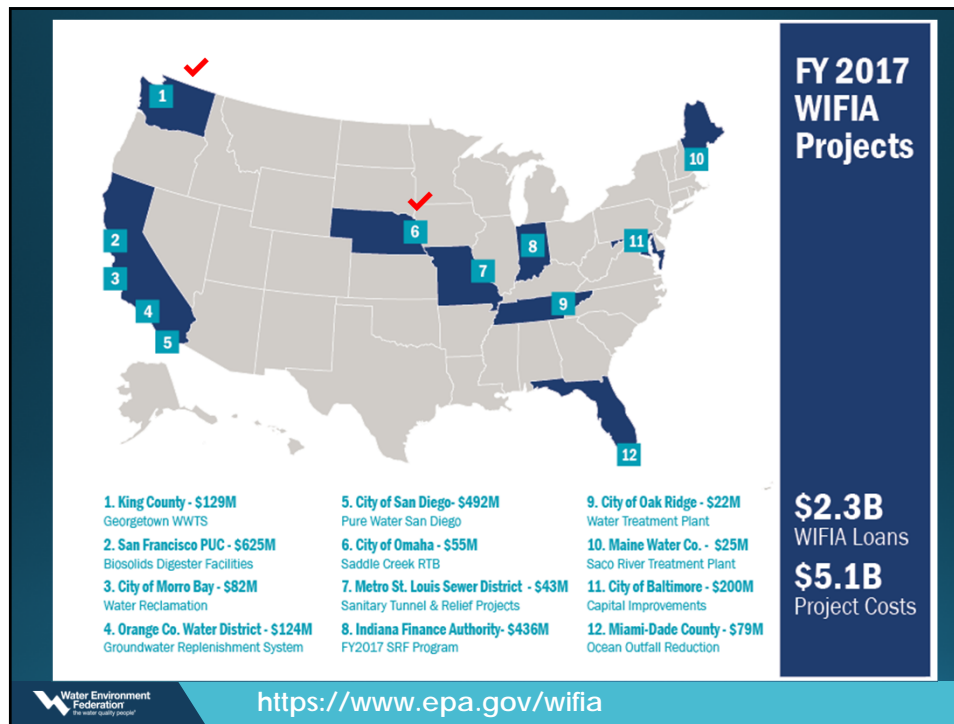 FY 2017
WIFIA
Projects
1
2
3
4
5
6
7
8
9
10
11
12
1. King County - $129M
Georgetown WWTS
2. San Francisco PUC - $625M
Biosolids Digester Facilities
3. City of Morro Bay - $82M
Water Reclamation
4. Orange Co. Water District - $124M
Groundwater Replenishment System
5. City of San Diego- $492M
Pure Water San Diego
6. City of Omaha - $55M
Saddle Creek RTB
7. Metro St. Louis Sewer District - $43M
Sanitary Tunnel & Relief Projects
8. Indiana Finance Authority- $436M
FY2017 SRF Program
9. City of Oak Ridge - $22M
Water Treatment Plant
10. Maine Water Co. - $25M
Saco River Treatment Plant
11. City of Baltimore - $200M
Capital Improvements
12. Miami-Dade County - $79M
Ocean Outfall Reduction
$2.3B
WIFIA Loans
$5.1B
Project Costs
Water Environment
Federation
the water quality people®
https://www.epa.gov/wifia